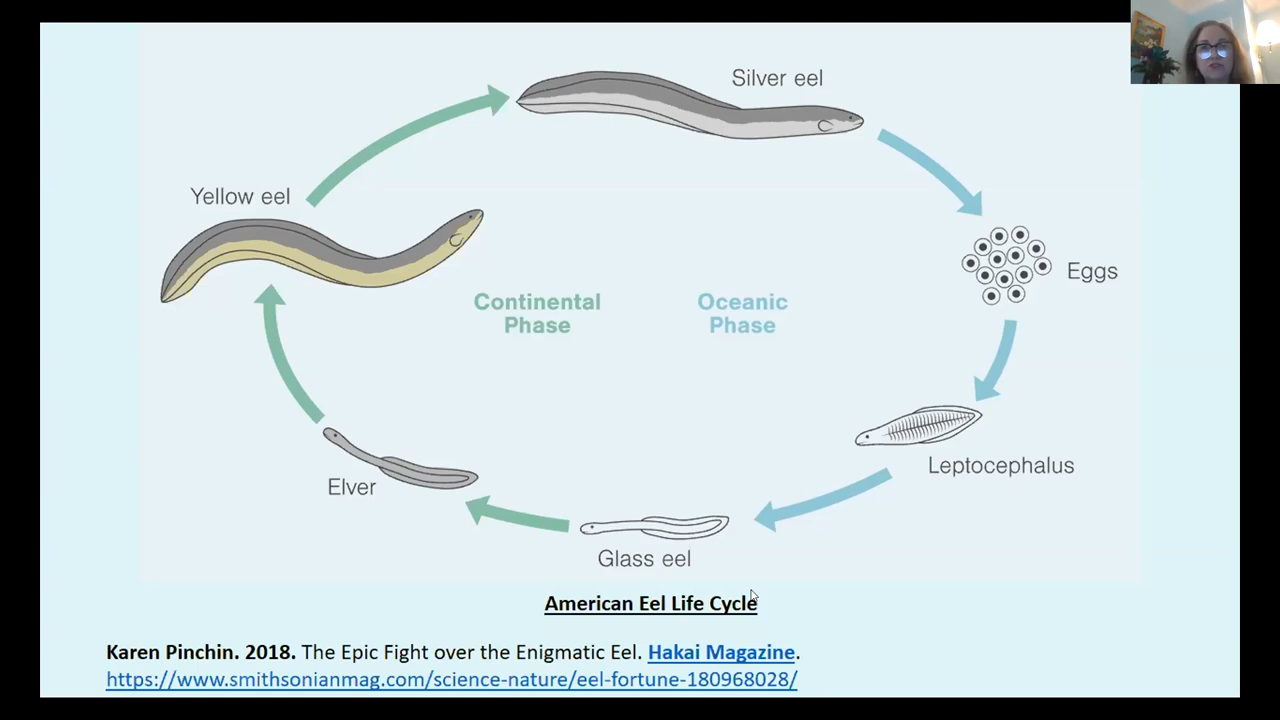 Silver eel
Yellow eel
Eggs
Continental
Phase
Oceanic
Phase
Leptocephalus
Elver
Glass eel
American Eel Life Cycle
Karen Pinchin. 2018. The Epic Fight over the Enigmatic Eel. Hakai Magazine.
https://www.smithsonianmag.com/science-nature/eel-fortune-180968028/